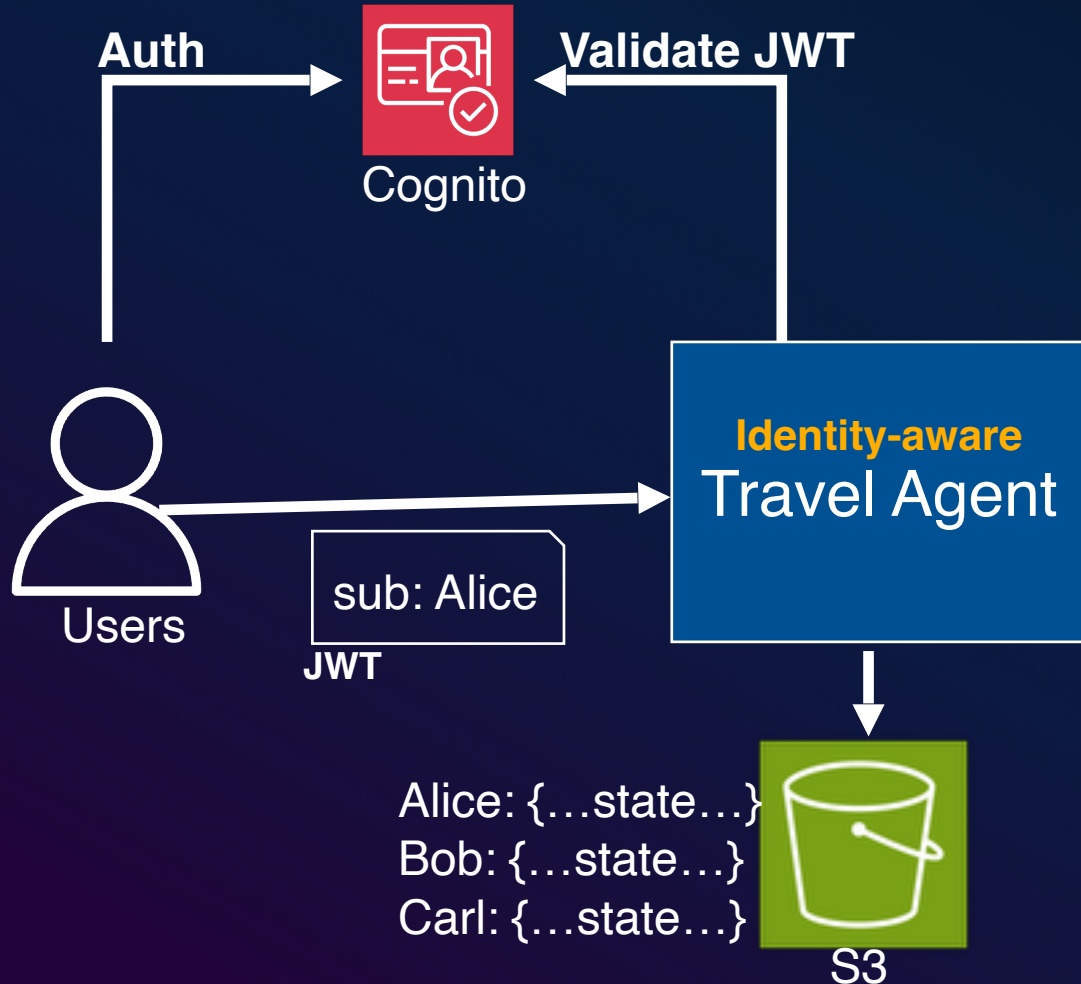 Auth
Validate JWT
Cognito
Identity-aware
Travel Agent
sub: Alice
Users
JWT
Alice: {…state…}
Bob: {…state…}
Carl: {…state…}
S3